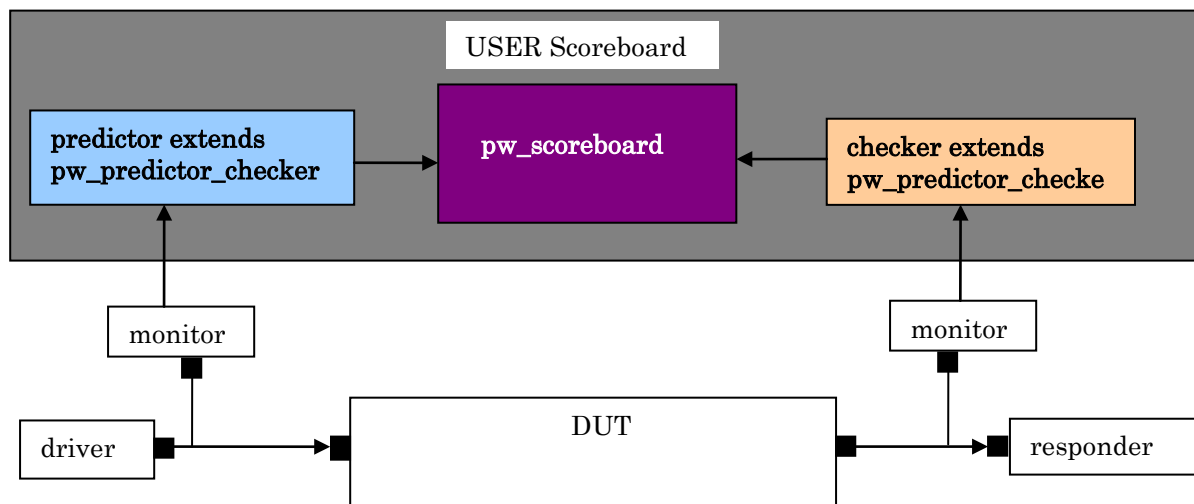 USER Scoreboard
predictor extends
pw_predictor_checker
pw_scoreboard
checker extends
pw_predictor_checke
monitor
monitor
driver
DUT
responder